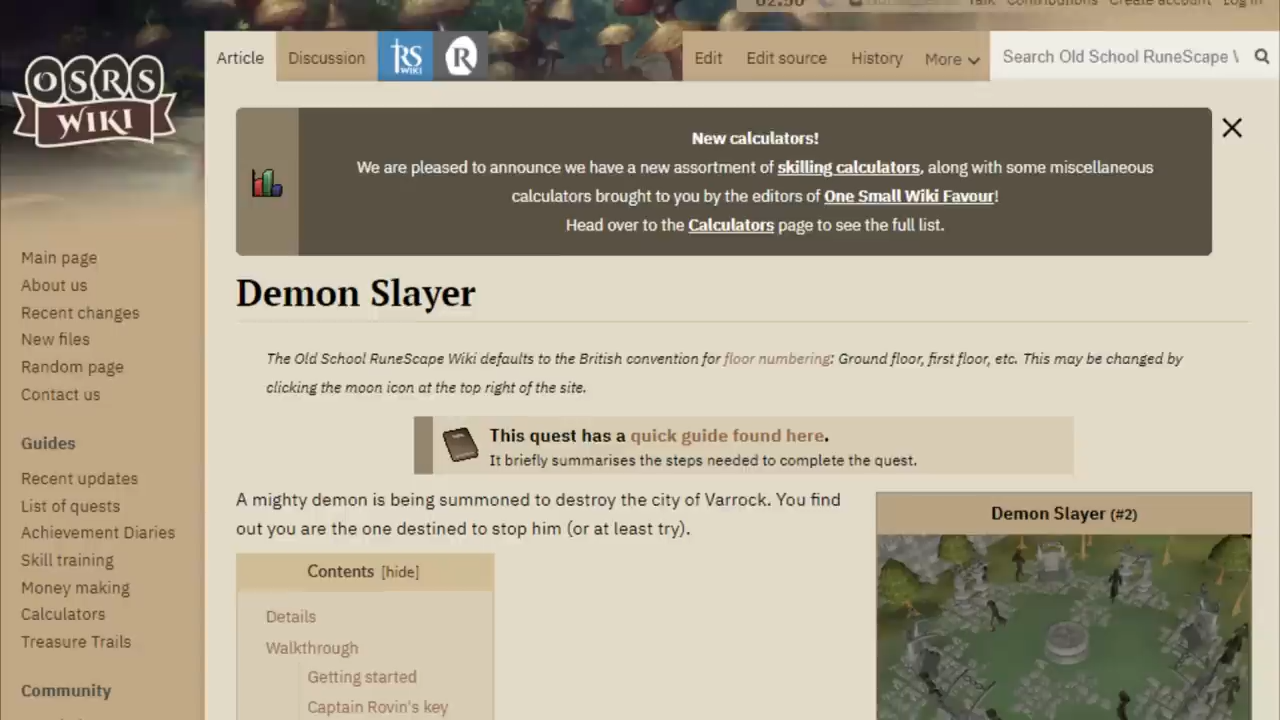 02:50
Talk Contributions Create account Log in
OSRS
WIKI
Article Discussion RS WIKI R Edit Edit source History More Search Old School RuneScape W
New calculators!
We are pleased to announce we have a new assortment of skilling calculators, along with some miscellaneous
calculators brought to you by the editors of One Small Wiki Favour!
Head over to the Calculators page to see the full list.
Main page
About us
Recent changes
New files
Random page
Contact us
Guides
Recent updates
List of quests
Achievement Diaries
Skill training
Money making
Calculators
Treasure Trails
Community
Demon Slayer
The Old School RuneScape Wiki defaults to the British convention for floor numbering: Ground floor, first floor, etc. This may be changed by
clicking the moon icon at the top right of the site.
This quest has a quick guide found here.
It briefly summarises the steps needed to complete the quest.
A mighty demon is being summoned to destroy the city of Varrock. You find
out you are the one destined to stop him (or at least try).
Contents [hide]
Details
Walkthrough
Getting started
Captain Rovin's key
Demon Slayer (#2)